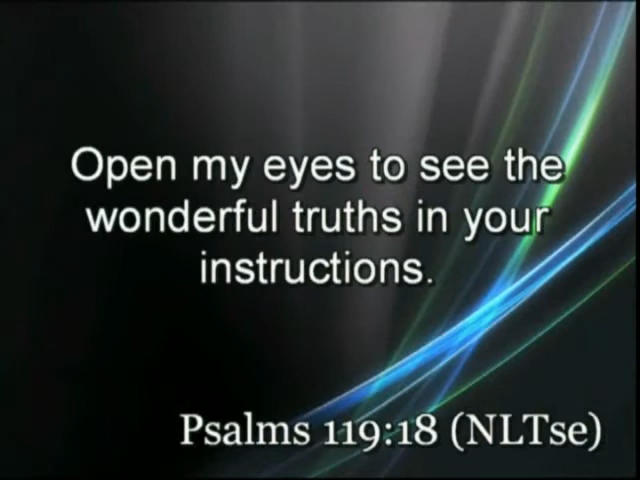 Open my eyes to see the
wonderful truths in your
instructions.
Psalms 119:18 (NLTse)